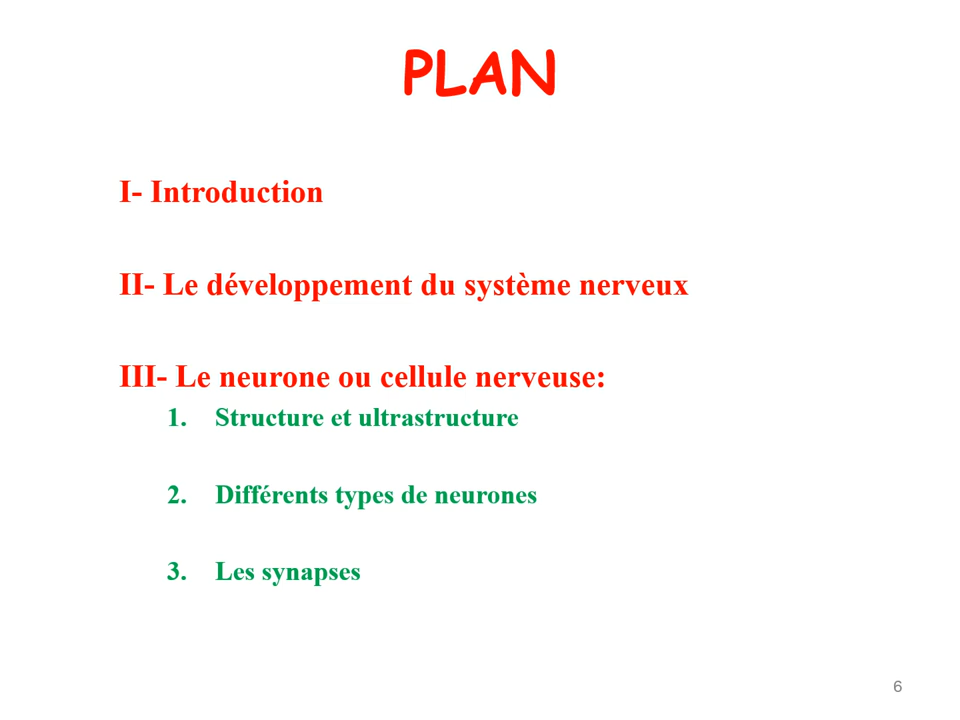 PLAN
I- Introduction
II- Le développement du système nerveux
III- Le neurone ou cellule nerveuse:
1. Structure et ultrastructure
2. Différents types de neurones
3. Les synapses
6